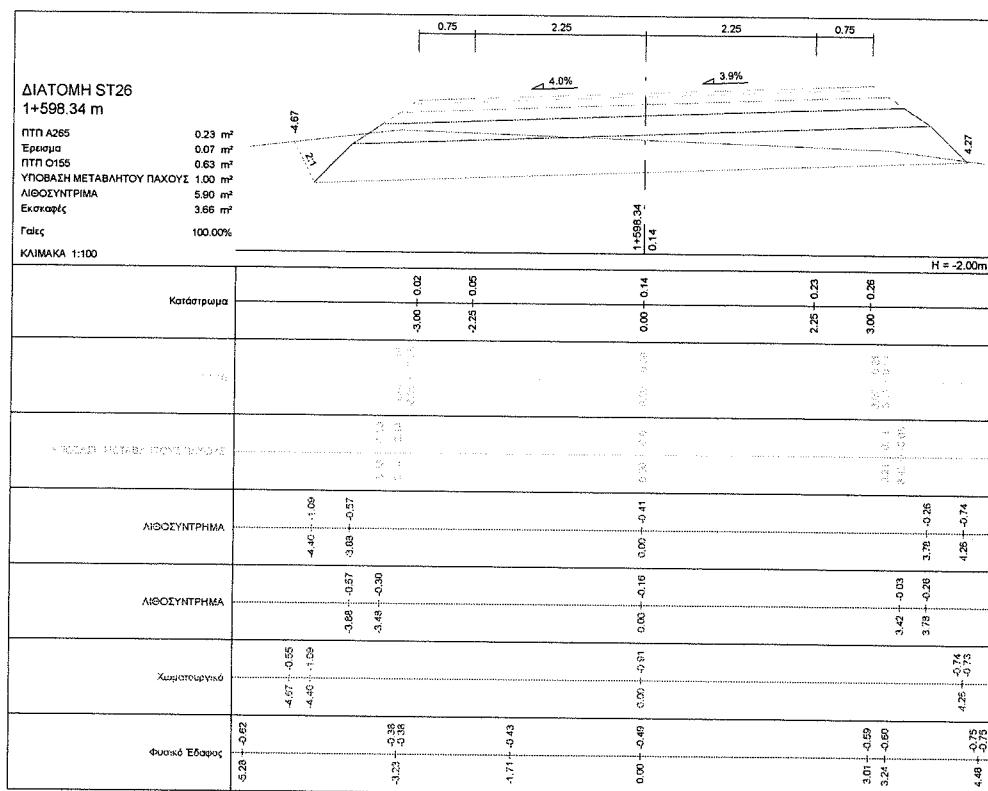 0.75 2.25 2.25 0.75
4.0% 3.9%
ΔΙΑΤΟΜΗ ST26
1+598.34 m
ΠΤΠ Α265 0.23 m²
Έρεισμα 0.07 m²
ΠΤΠ Ο155 0.63 m²
ΥΠΟΒΑΣΗ ΜΕΤΑΒΛΗΤΟΥ ΠΑΧΟΥΣ 1.00 m²
ΛΙΘΟΣΥΝΤΡΙΜΑ 5.90 m²
Εκσκαφές 3.66 m²
Γαίες 100.00%
ΚΛΙΜΑΚΑ 1:100
-4.67
2:1
4.27
1+598.34
0.14
H = -2.00m
Κατάστρωμα
0.02 0.05 0.14 0.23 0.26
-3.00 -2.25 0.00 2.25 3.00
ΛΙΘΟΣΥΝΤΡΗΜΑ
-1.09 -0.57 -0.41 -0.26 -0.74
-4.40 0.00 3.78 4.26
ΛΙΘΟΣΥΝΤΡΗΜΑ
-0.57 -0.30 -0.16 -0.03 -0.26
-3.88 -3.48 0.00 3.42 3.78
Χωματουργικό
-0.55 -1.09 -0.91 -0.74 -0.73
-4.67 -4.40 0.00 4.26
Φυσικό Έδαφος
-0.62 -0.38 -0.38 -0.43 -0.49 -0.59 -0.60 -0.75 -0.75
-5.28 -3.23 -1.71 0.00 3.01 3.24 4.48